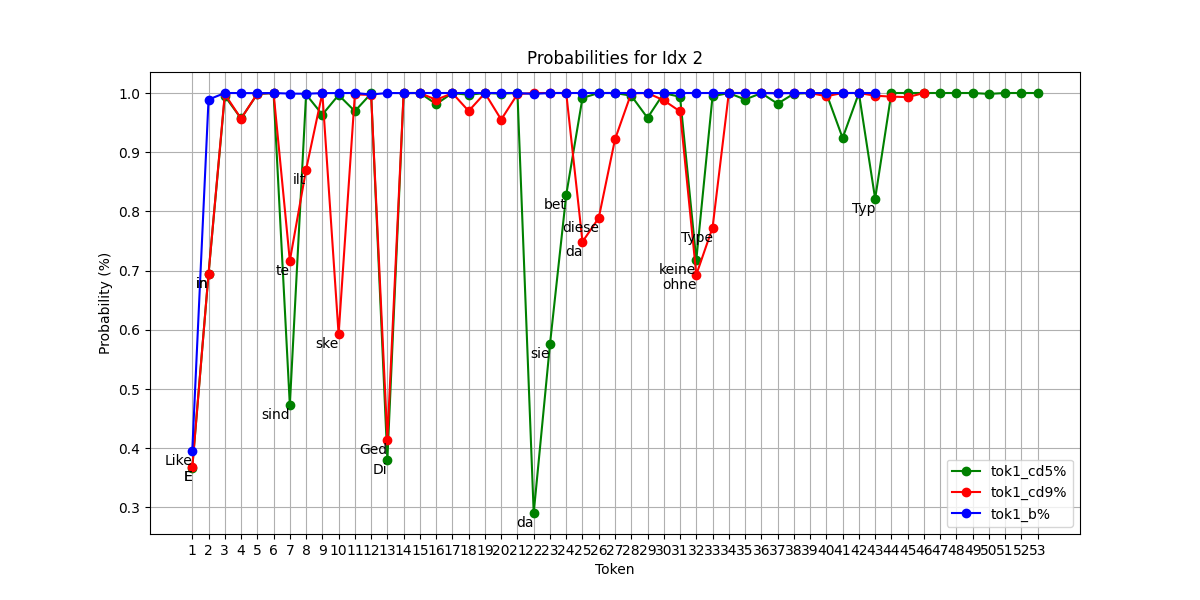 Probabilities for Idx 2
Probability (%)
1.0
0.9
0.8
0.7
0.6
0.5
0.4
0.3
in
ilt
te
sind
ske
Like
E
Ged
Di
bet
diese
da
sie
da
Type
keine
ohne
Typ
tok1_cd5%
tok1_cd9%
tok1_b%
1 2 3 4 5 6 7 8 9 10 11 12 13 14 15 16 17 18 19 20 21 22 23 24 25 26 27 28 29 30 31 32 33 34 35 36 37 38 39 40 41 42 43 44 45 46 47 48 49 50 51 52 53
Token